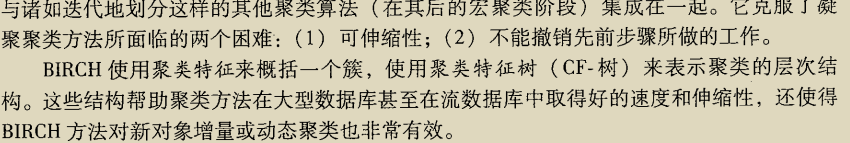 与诸如迭代地划分这样的其他聚类算法（在其后的宏聚类阶段）集成在一起。它克服了凝
聚聚类方法所面临的两个困难：（1）可伸缩性；（2）不能撤销先前步骤所做的工作。
BIRCH 使用聚类特征来概括一个簇，使用聚类特征树（CF-树）来表示聚类的层次结
构。这些结构帮助聚类方法在大型数据库甚至在流数据库中取得好的速度和伸缩性，还使得
BIRCH 方法对新对象增量或动态聚类也非常有效。